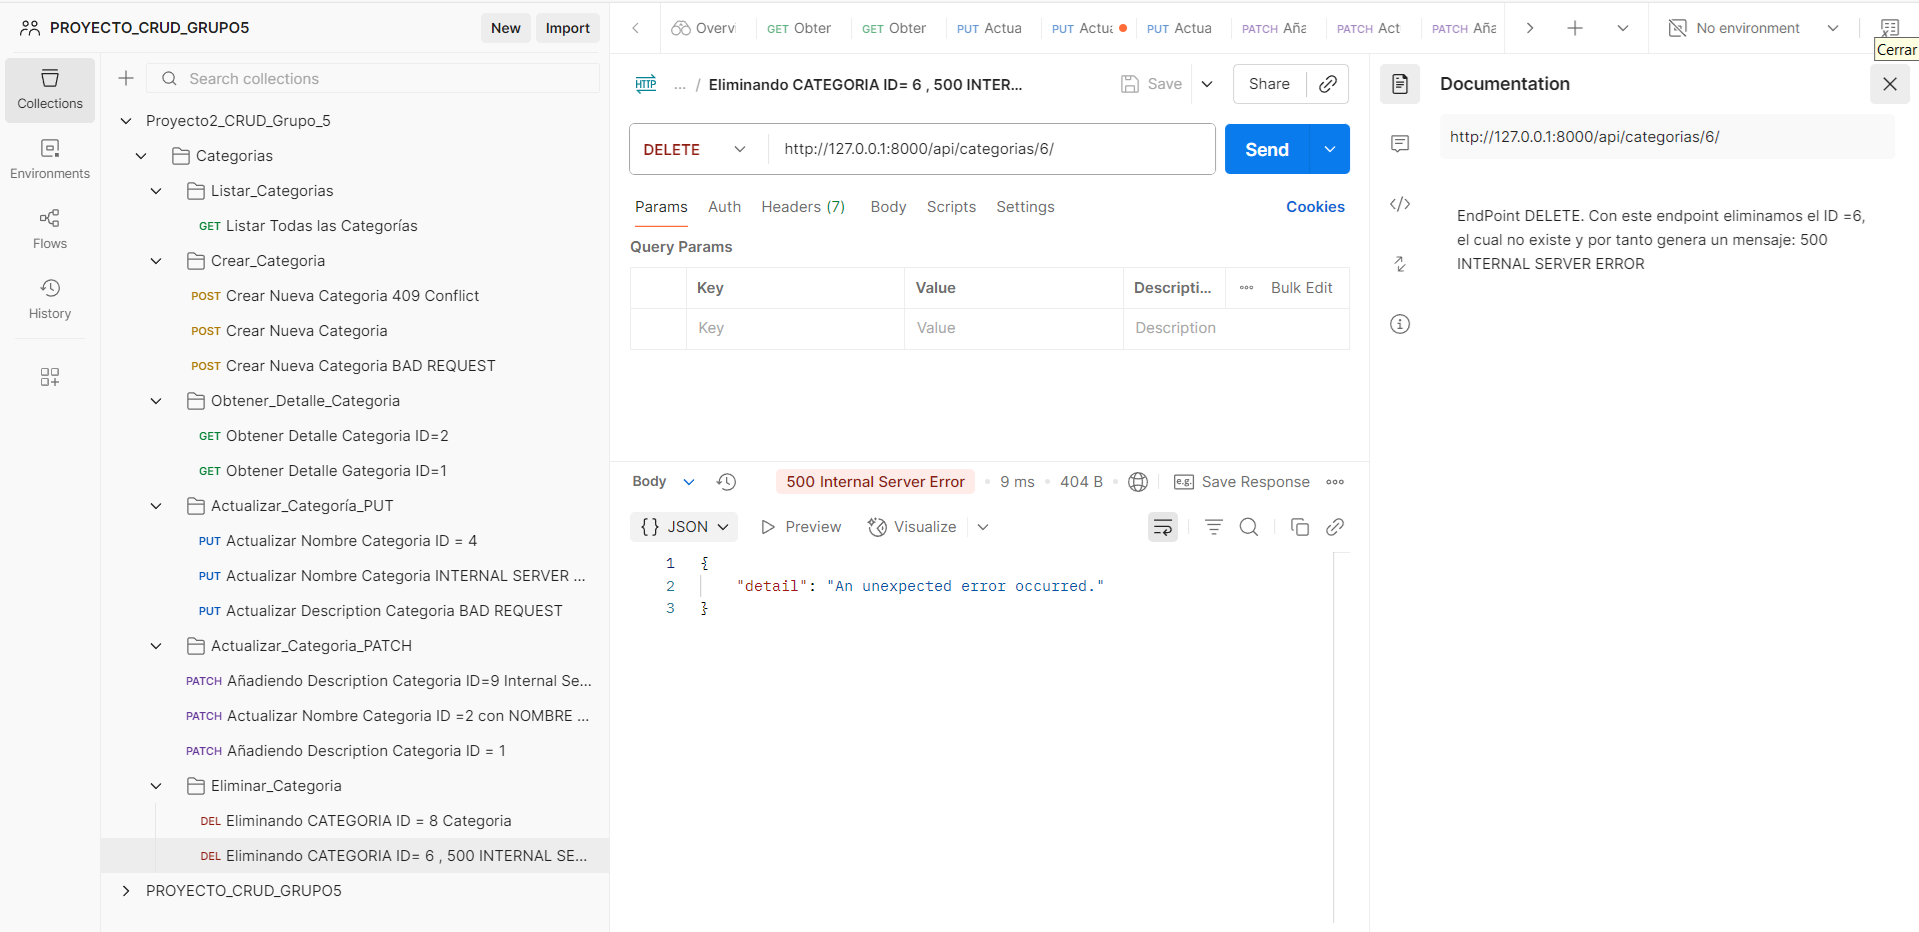 PROYECTO_CRUD_GRUPO5
New
Import
Overvi
GET Obter
GET Obter
PUT Actua
PUT Actua
PUT Actua
PATCH Aña
PATCH Act
PATCH Aña
No environment
Cerrar
Collections
Environments
Flows
History
Search collections
Proyecto2_CRUD_Grupo_5
Categorias
Listar_Categorias
GET Listar Todas las Categorías
Crear_Categoria
POST Crear Nueva Categoria 409 Conflict
POST Crear Nueva Categoria
POST Crear Nueva Categoria BAD REQUEST
Obtener_Detalle_Categoria
GET Obtener Detalle Categoria ID=2
GET Obtener Detalle Gategoria ID=1
Actualizar_Categoría_PUT
PUT Actualizar Nombre Categoria ID = 4
PUT Actualizar Nombre Categoria INTERNAL SERVER ...
PUT Actualizar Description Categoria BAD REQUEST
Actualizar_Categoria_PATCH
PATCH Añadiendo Description Categoria ID=9 Internal Se...
PATCH Actualizar Nombre Categoria ID =2 con NOMBRE ...
PATCH Añadiendo Description Categoria ID = 1
Eliminar_Categoria
DEL Eliminando CATEGORIA ID = 8 Categoria
DEL Eliminando CATEGORIA ID= 6 , 500 INTERNAL SE...
PROYECTO_CRUD_GRUPO5
HTTP ... / Eliminando CATEGORIA ID= 6 , 500 INTER...
Save
Share
DELETE http://127.0.0.1:8000/api/categorias/6/
Send
Params Auth Headers (7) Body Scripts Settings
Cookies
Query Params
Key Value Descripti... Bulk Edit
Key Value Description
Body 500 Internal Server Error 9 ms 404 B e.g. Save Response
{} JSON Preview Visualize
1 {
2 "detail": "An unexpected error occurred."
3 }
Documentation
http://127.0.0.1:8000/api/categorias/6/
EndPoint DELETE. Con este endpoint eliminamos el ID =6,
el cual no existe y por tanto genera un mensaje: 500
INTERNAL SERVER ERROR